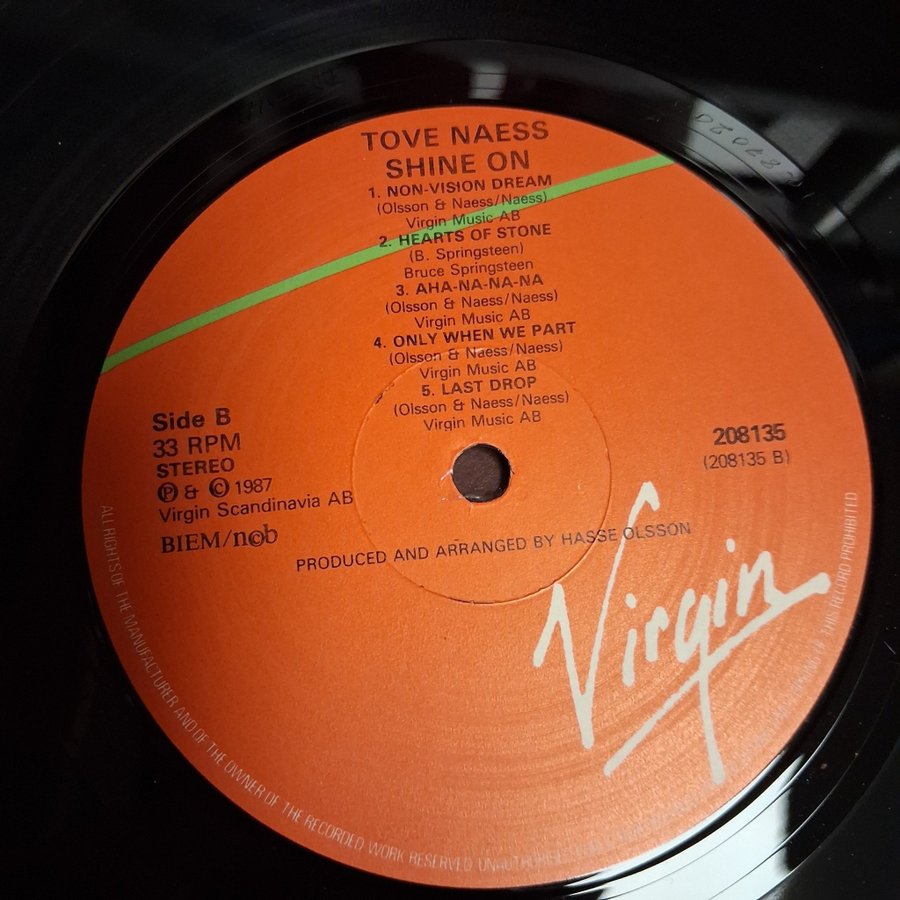 TOVE NAESS
SHINE ON
1. NON-VISION DREAM
(Olsson & Naess/Naess)
Virgin Music AB
2. HEARTS OF STONE
(B. Springsteen)
Bruce Springsteen
3. AHA-NA-NA-NA
(Olsson & Naess/Naess)
Virgin Music AB
4. ONLY WHEN WE PART
(Olsson & Naess/Naess)
Virgin Music AB
5. LAST DROP
(Olsson & Naess/Naess)
Virgin Music AB
Side B
33 RPM
STEREO
Ⓟ & © 1987
Virgin Scandinavia AB
BIEM/n©b
208135
(208135 B)
PRODUCED AND ARRANGED BY HASSE OLSSON
Virgin
ALL RIGHTS OF THE MANUFACTURER AND OF THE OWNER OF THE RECORDED WORK RESERVED UNAUTHORISED OF THIS RECORD PROHIBITED